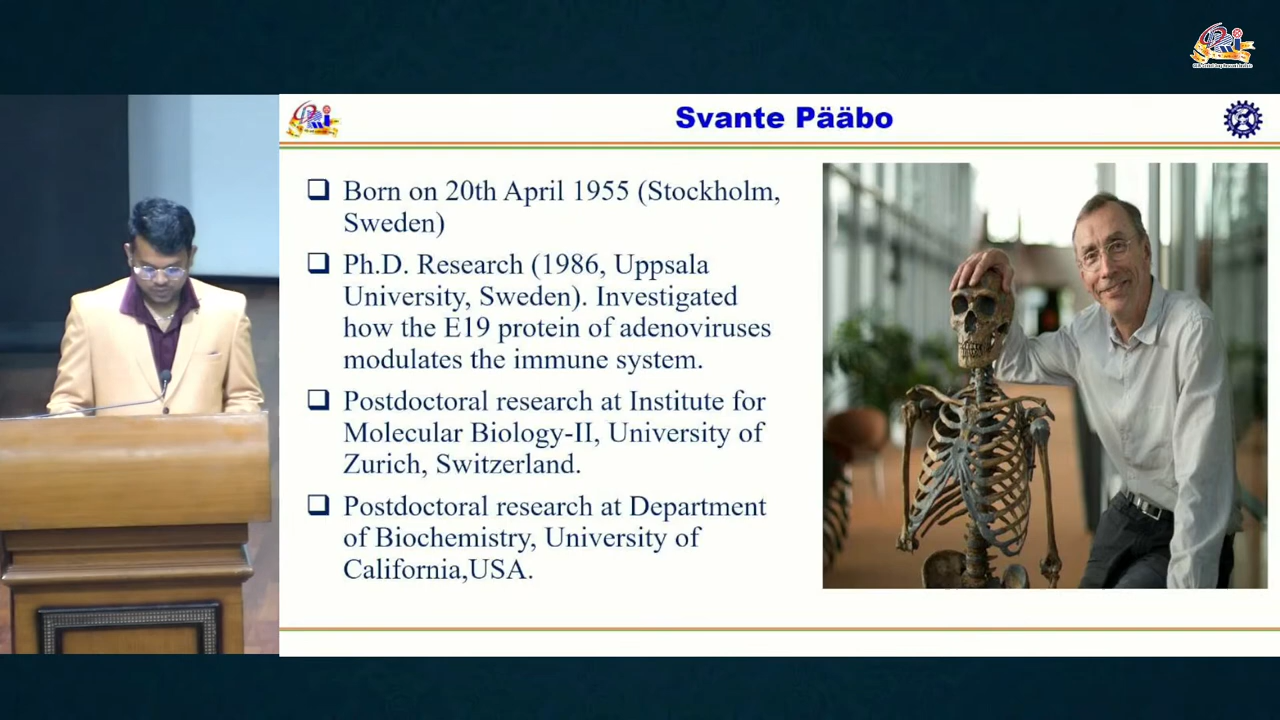 Svante Pääbo
Born on 20th April 1955 (Stockholm,
Sweden)
Ph.D. Research (1986, Uppsala
University, Sweden). Investigated
how the E19 protein of adenoviruses
modulates the immune system.
Postdoctoral research at Institute for
Molecular Biology-II, University of
Zurich, Switzerland.
Postdoctoral research at Department
of Biochemistry, University of
California,USA.